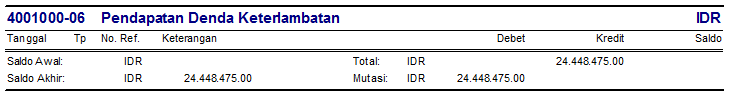 4001000-06 Pendapatan Denda Keterlambatan IDR
Tanggal Tp No. Ref. Keterangan Debet Kredit Saldo
Saldo Awal: IDR Total: IDR 24.448.475.00
Saldo Akhir: IDR 24.448.475.00 Mutasi: IDR 24.448.475.00